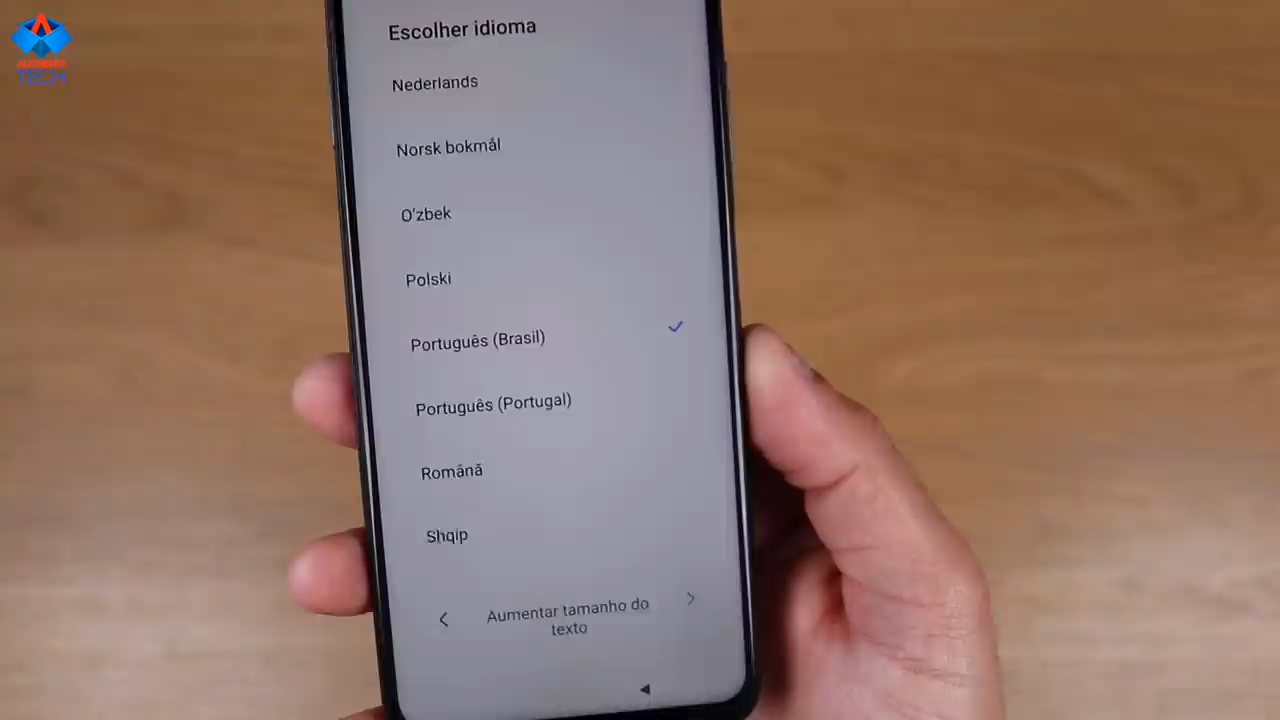 TECH
Escolher idioma
Nederlands
Norsk bokmål
O‘zbek
Polski
Português (Brasil)
Português (Portugal)
Română
Shqip
Aumentar tamanho do
texto